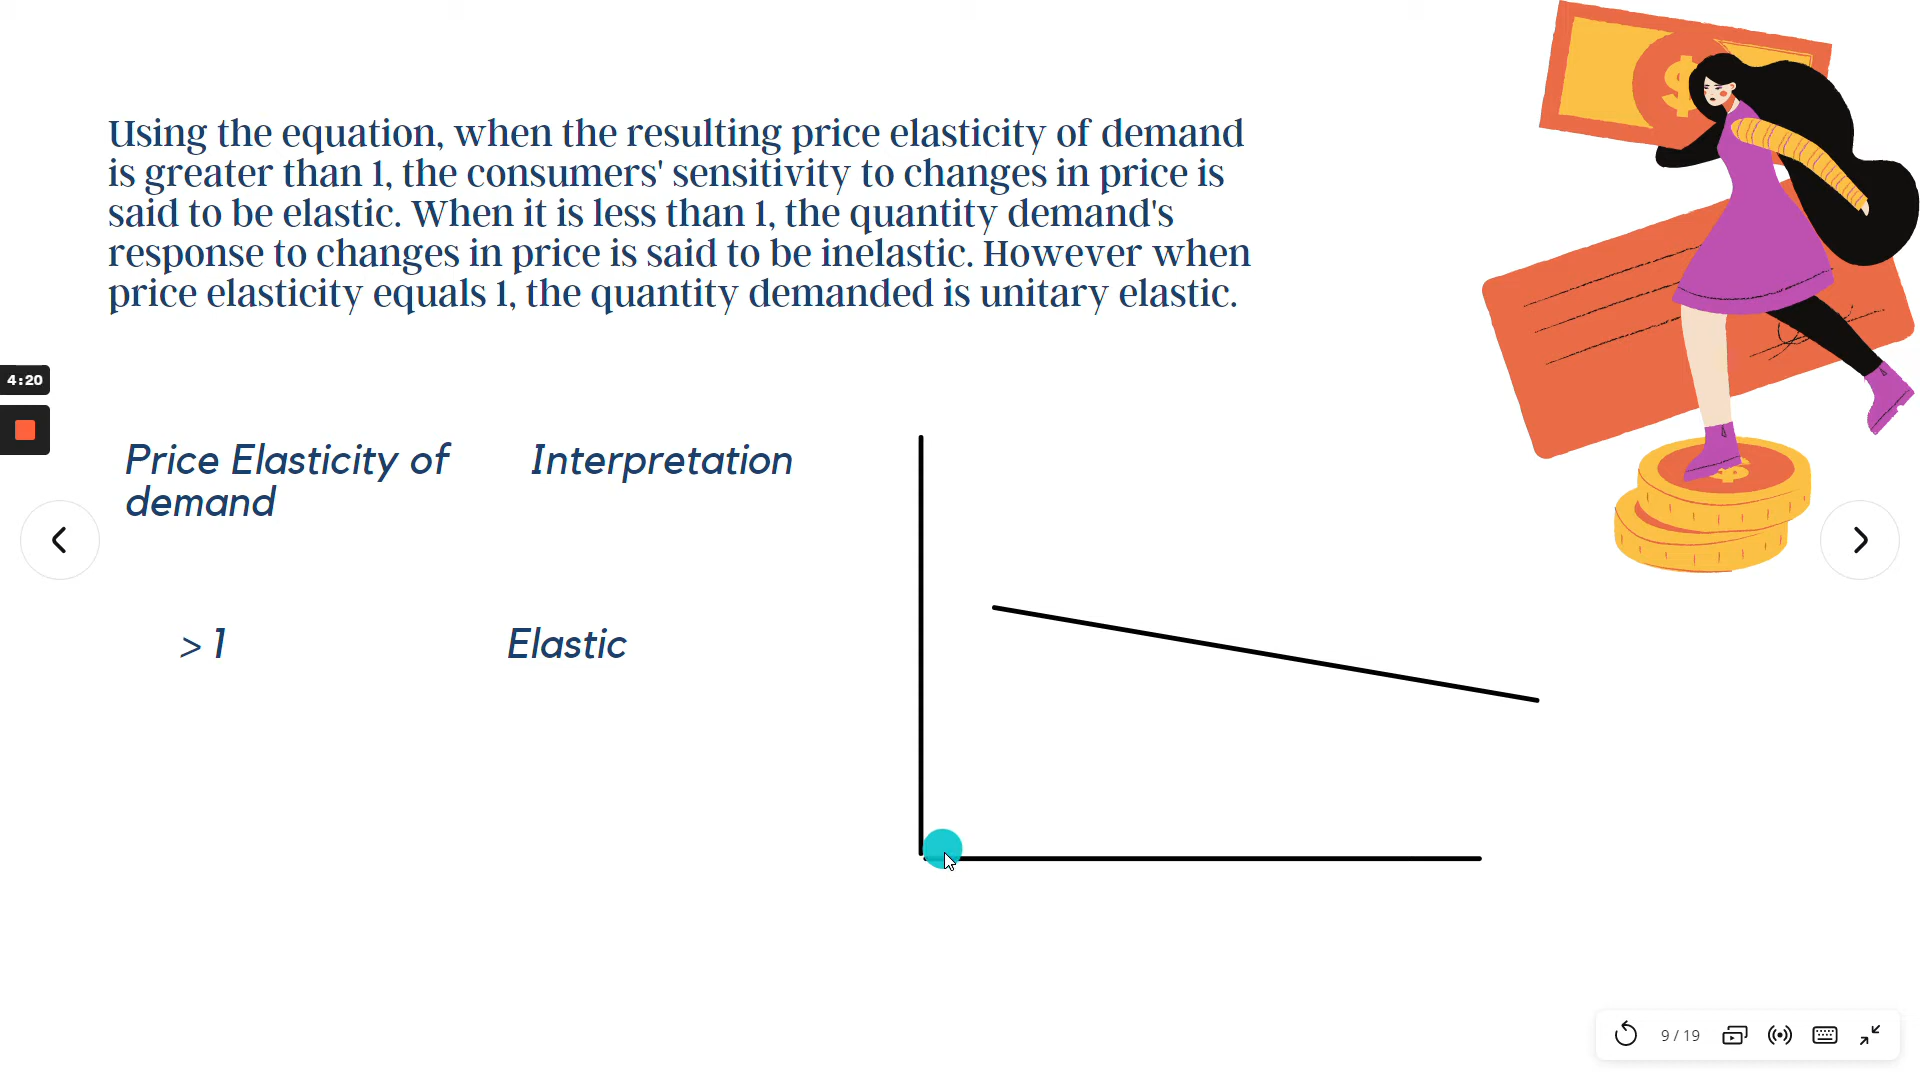 Using the equation, when the resulting price elasticity of demand
is greater than 1, the consumers' sensitivity to changes in price is
said to be elastic. When it is less than 1, the quantity demand's
response to changes in price is said to be inelastic. However when
price elasticity equals 1, the quantity demanded is unitary elastic.
4:20
Price Elasticity of
demand
Interpretation
> 1
Elastic
$
$
9 / 19